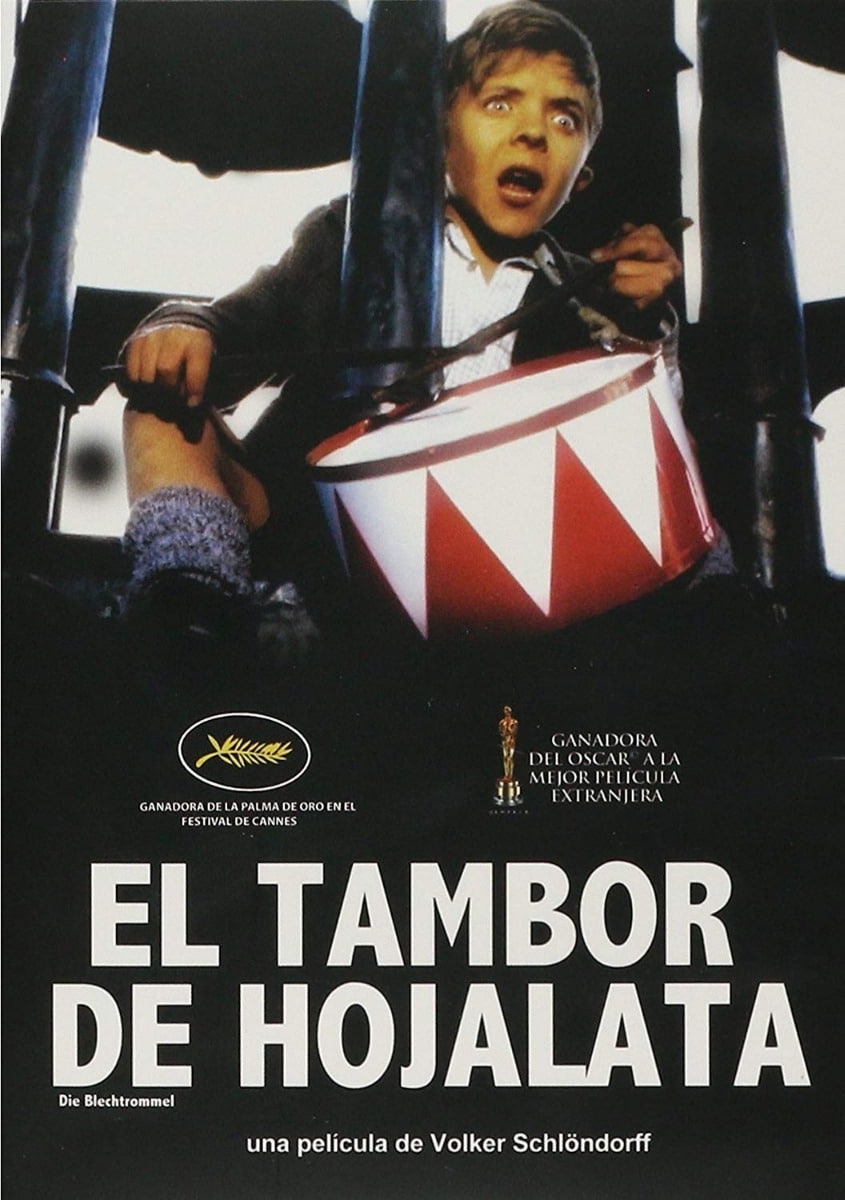 GANADORA DE LA PALMA DE ORO EN EL
FESTIVAL DE CANNES
GANADORA
DEL OSCAR© A LA
MEJOR PELÍCULA
EXTRANJERA
EL TAMBOR
DE HOJALATA
Die Blechtrommel
una película de Volker Schlöndorff